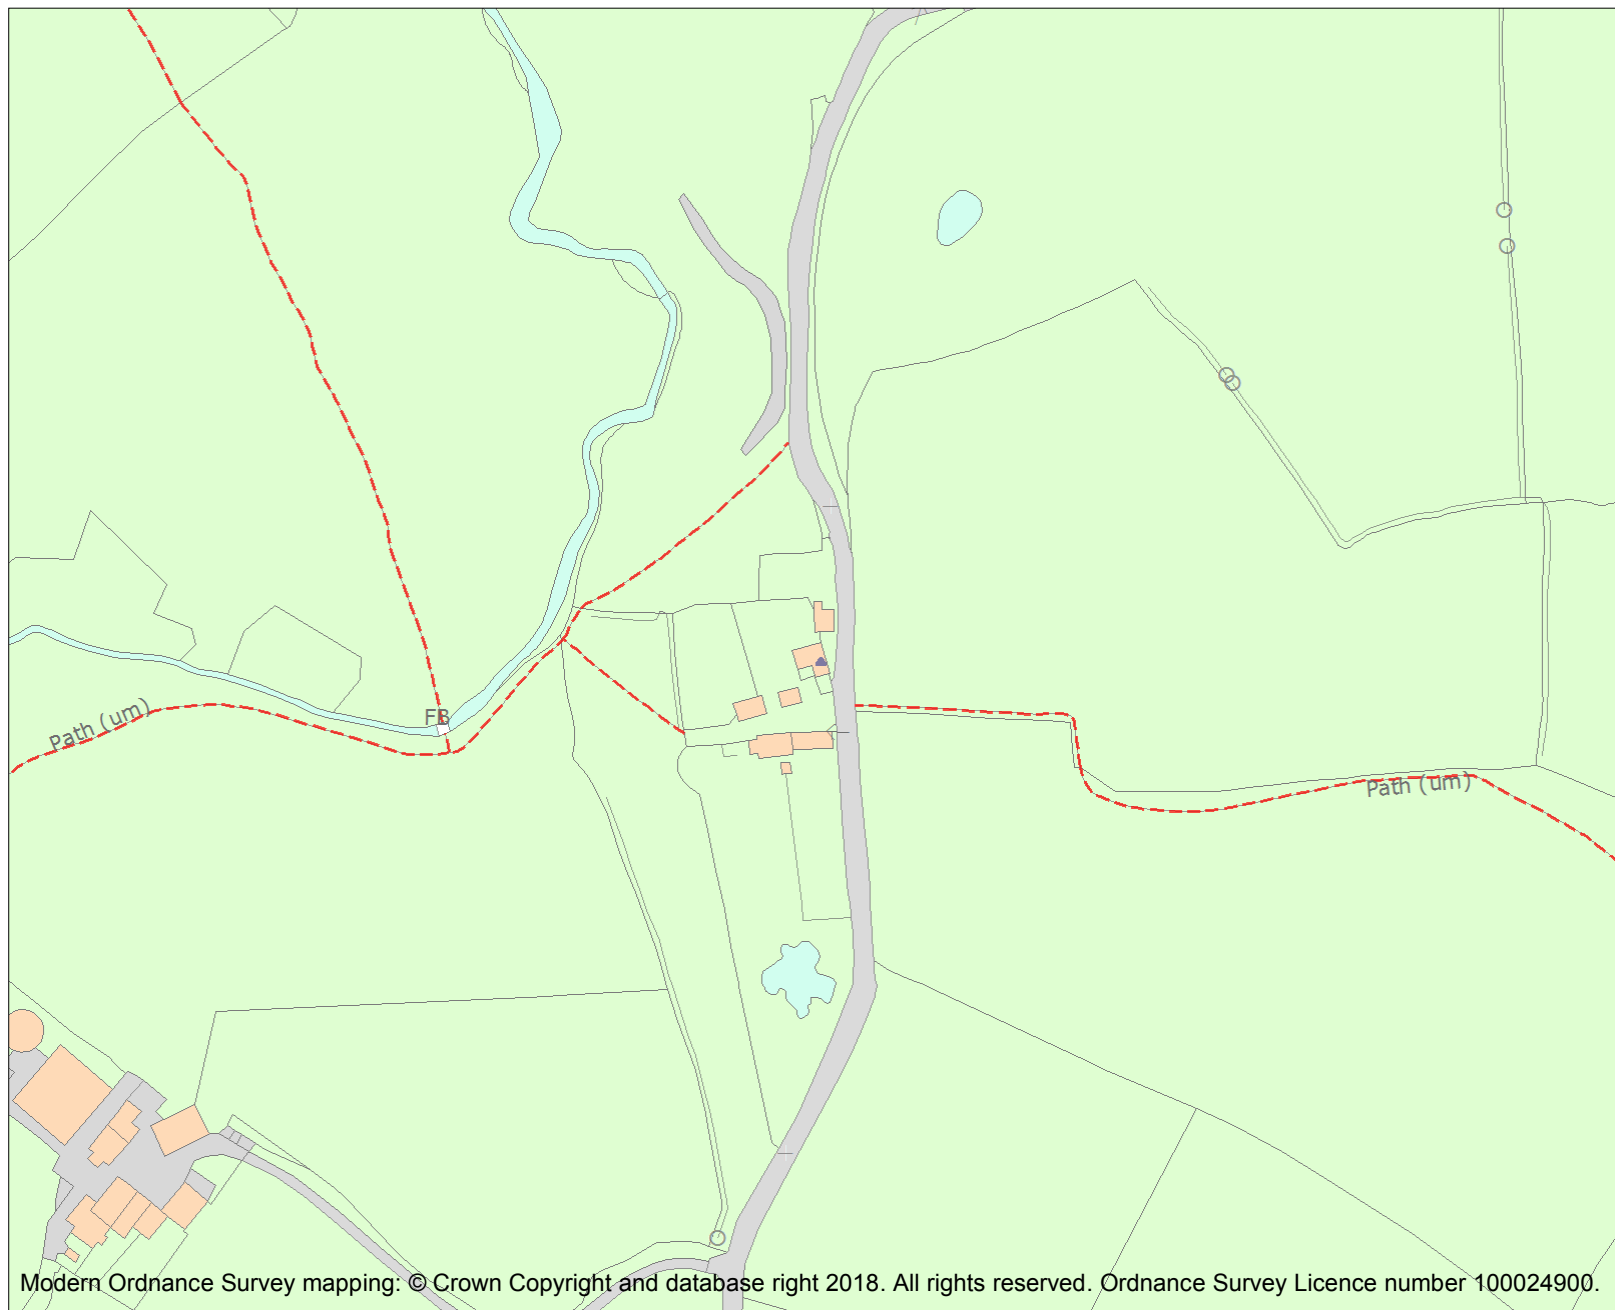 FB
Path (um)
Path (um)
Modern Ordnance Survey mapping: © Crown Copyright and database right 2018. All rights reserved. Ordnance Survey Licence number 100024900.